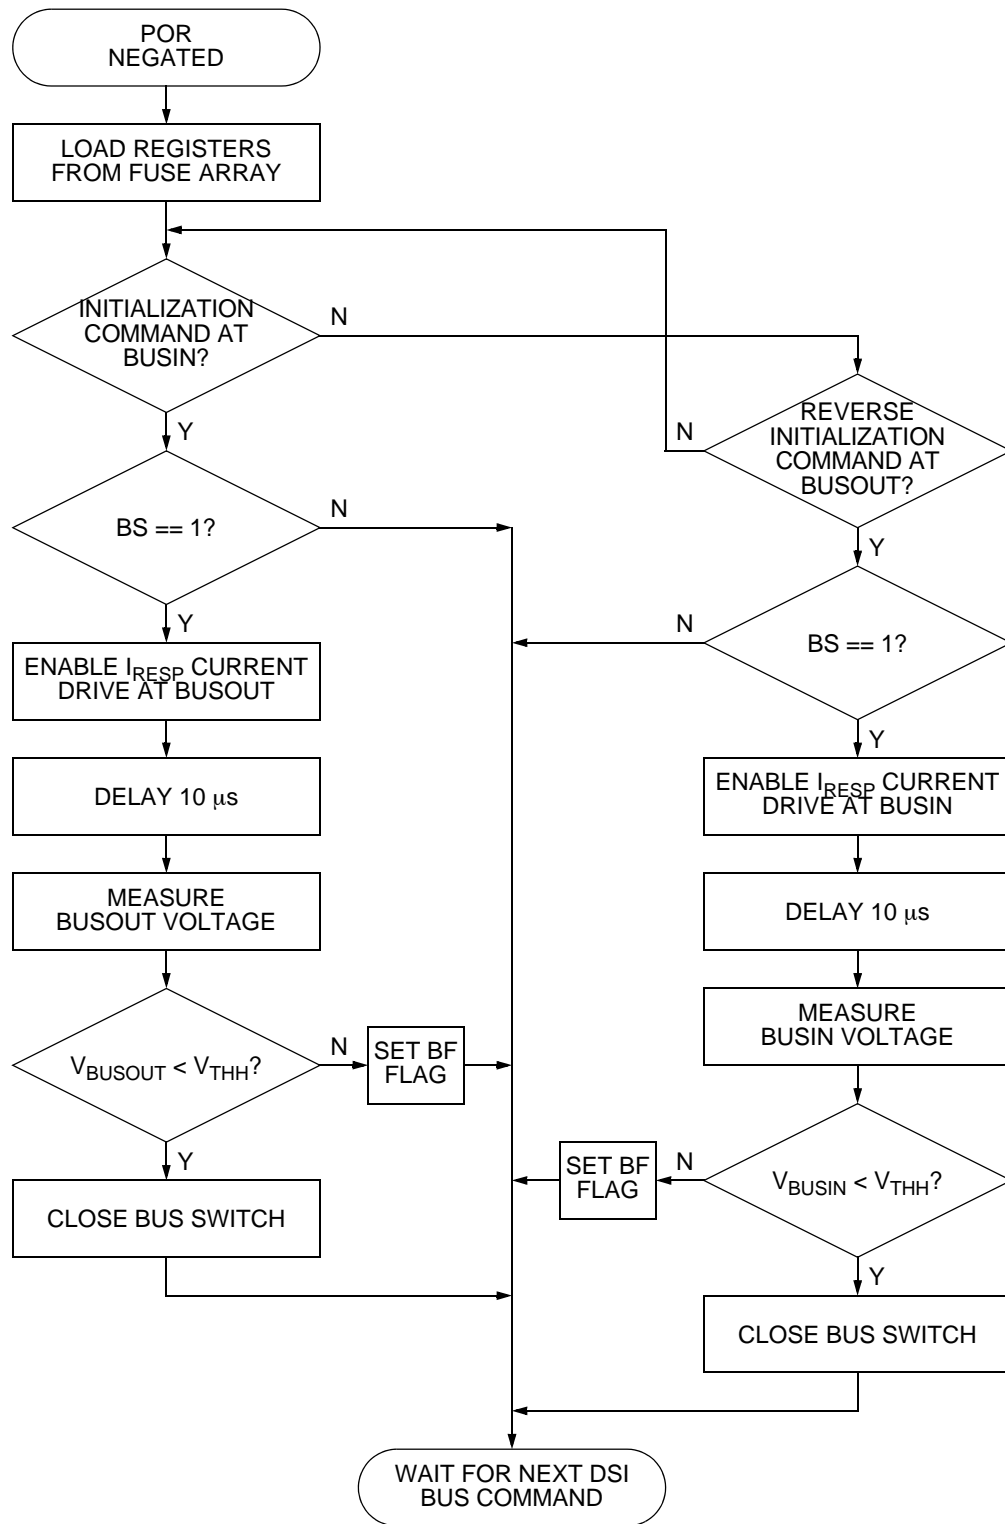 POR
NEGATED
LOAD REGISTERS
FROM FUSE ARRAY
INITIALIZATION
COMMAND AT
BUSIN?
N
Y
REVERSE
INITIALIZATION
COMMAND AT
BUSOUT?
N
Y
BS == 1?
N
Y
BS == 1?
N
Y
ENABLE IRESP CURRENT
DRIVE AT BUSOUT
DELAY 10 μs
MEASURE
BUSOUT VOLTAGE
VBUSOUT < VTHH?
N
SET BF
FLAG
Y
CLOSE BUS SWITCH
ENABLE IRESP CURRENT
DRIVE AT BUSIN
DELAY 10 μs
MEASURE
BUSIN VOLTAGE
VBUSIN < VTHH?
N
SET BF
FLAG
Y
CLOSE BUS SWITCH
WAIT FOR NEXT DSI
BUS COMMAND